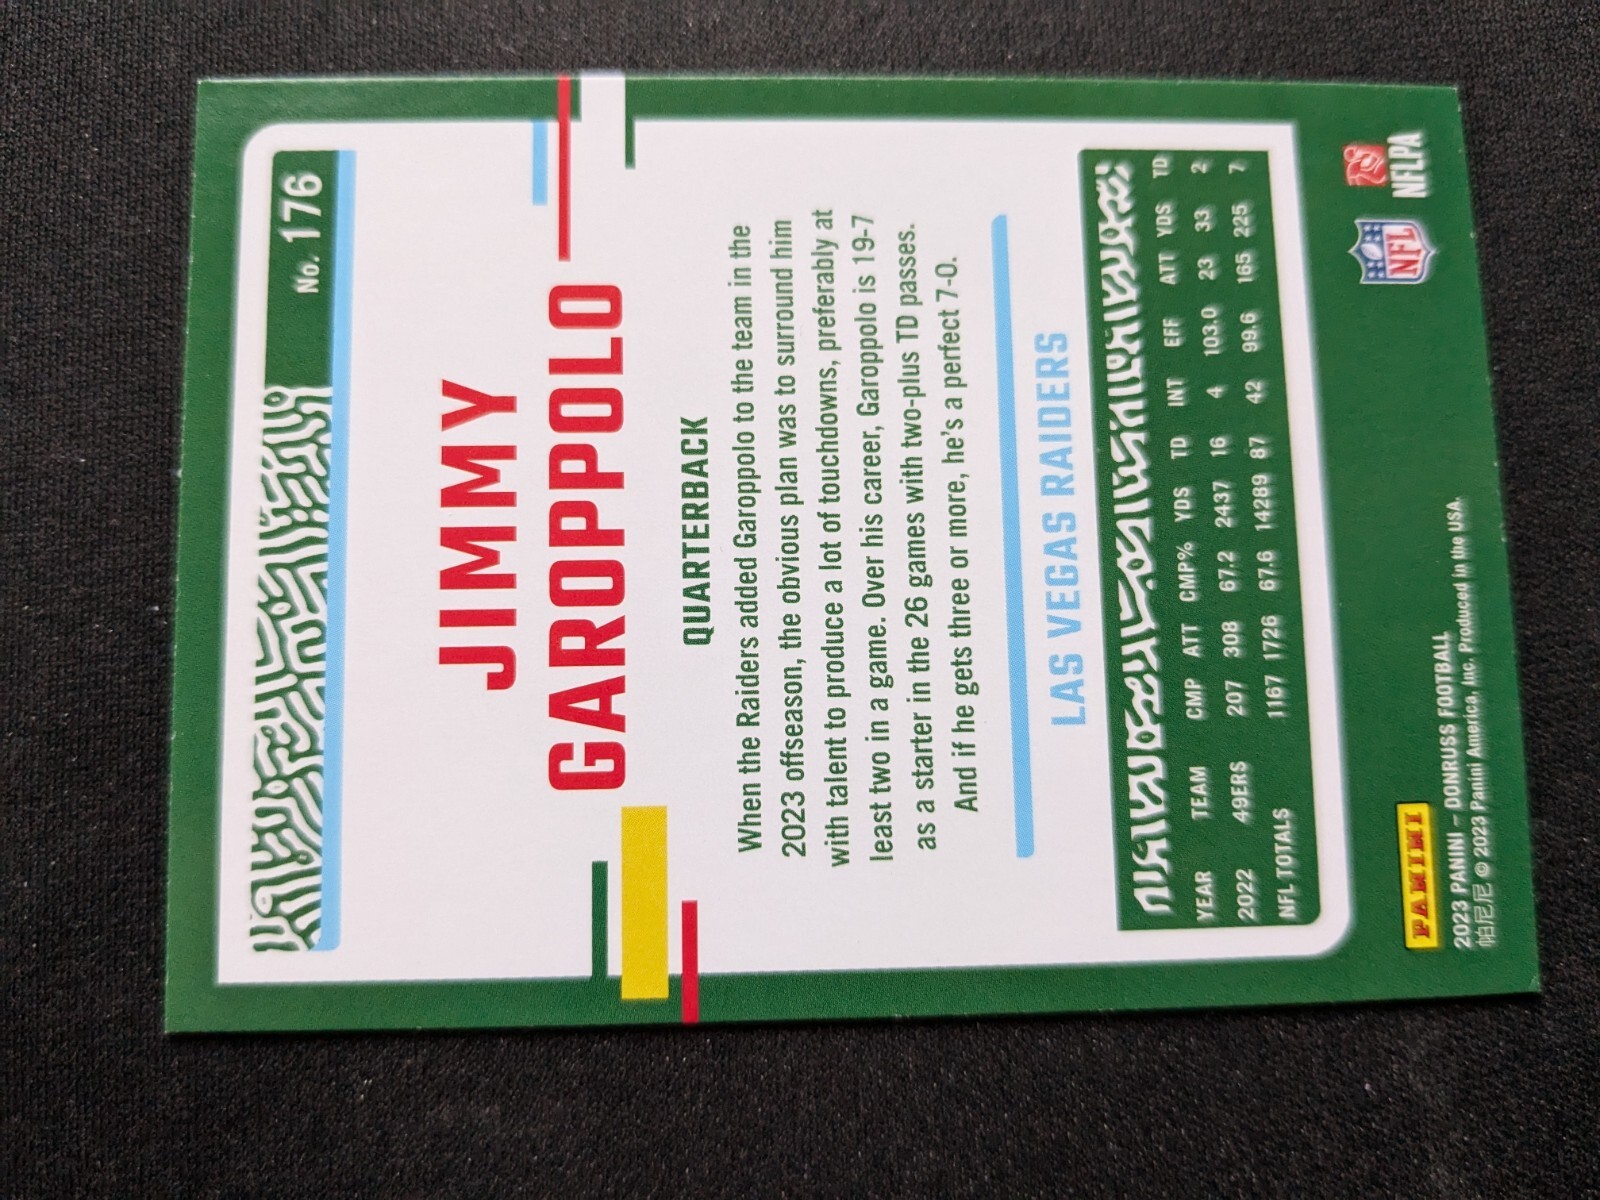 No. 176
JIMMY
GAROPPOLO
QUARTERBACK
When the Raiders added Garoppolo to the team in the
2023 offseason, the obvious plan was to surround him
with talent to produce a lot of touchdowns, preferably at
least two in a game. Over his career, Garoppolo is 19-7
as a starter in the 26 games with two-plus TD passes.
And if he gets three or more, he's a perfect 7-0.
LAS VEGAS RAIDERS
YEAR TEAM CMP ATT CMP% YDS TD INT EFF ATT YDS TD
2022 49ERS 207 308 67.2 2437 16 4 103.0 23 33 2
NFL TOTALS 1167 1726 67.6 14289 87 42 99.6 165 225 7
PANINI
NFL
NFLPA
2023 PANINI – DONRUSS FOOTBALL
帕尼尼 © 2023 Panini America, Inc. Produced in the USA.